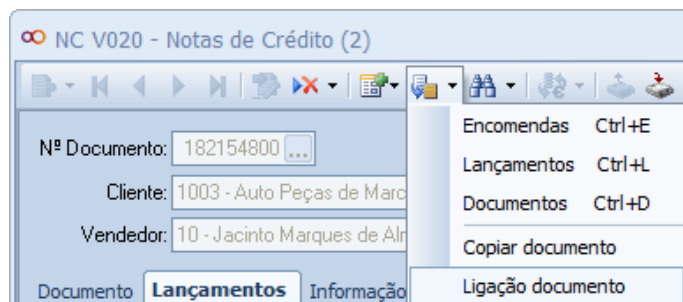 NC V020 - Notas de Crédito (2)
Nº Documento: 182154800 ...
Cliente: 1003 - Auto Peças de Marc
Vendedor: 10 - Jacinto Marques de Alr
Documento Lançamentos Informação
Encomendas Ctrl+E
Lançamentos Ctrl+L
Documentos Ctrl+D
Copiar documento
Ligação documento